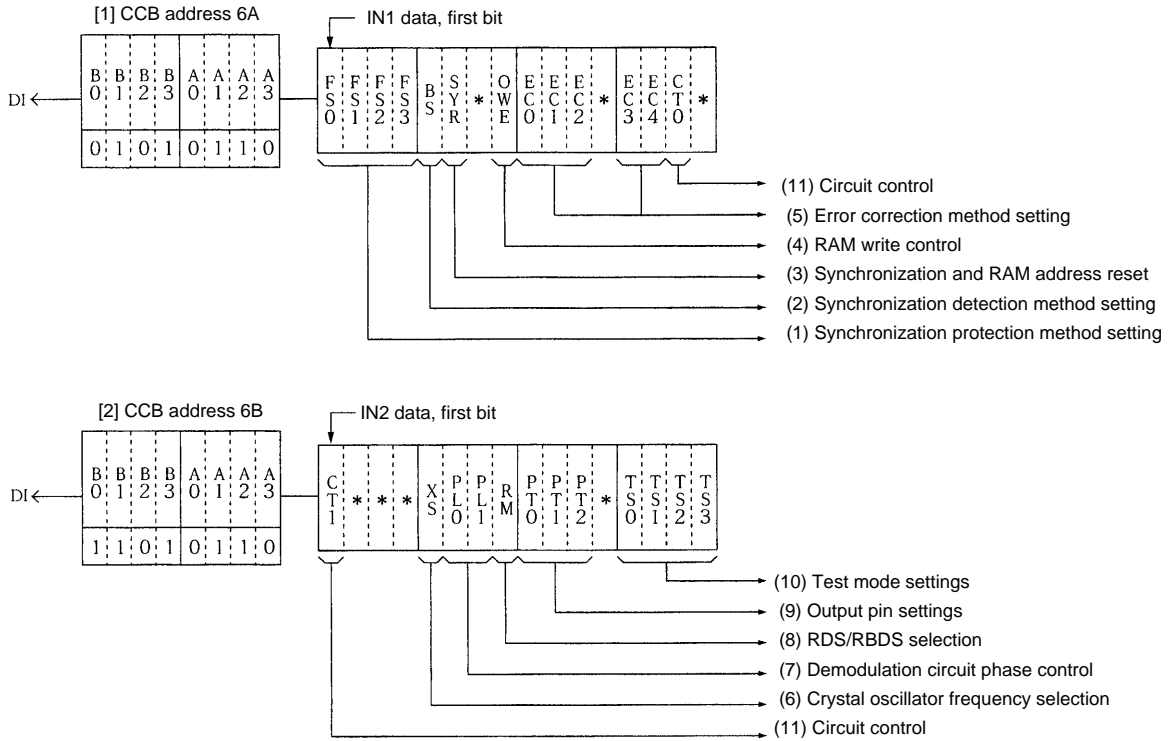 [1] CCB address 6A
IN1 data, first bit
DI
B0 B1 B2 B3 A0 A1 A2 A3
0 1 0 1 0 1 1 0
FS0 FS1 FS2 FS3 BS SYR * OWE EC0 EC1 EC2 * EC3 EC4 CT0 *
(11) Circuit control
(5) Error correction method setting
(4) RAM write control
(3) Synchronization and RAM address reset
(2) Synchronization detection method setting
(1) Synchronization protection method setting
[2] CCB address 6B
IN2 data, first bit
DI
B0 B1 B2 B3 A0 A1 A2 A3
1 1 0 1 0 1 1 0
CT1 * * * XS PL0 PL1 RM PT0 PT1 PT2 * TS0 TS1 TS2 TS3
(10) Test mode settings
(9) Output pin settings
(8) RDS/RBDS selection
(7) Demodulation circuit phase control
(6) Crystal oscillator frequency selection
(11) Circuit control